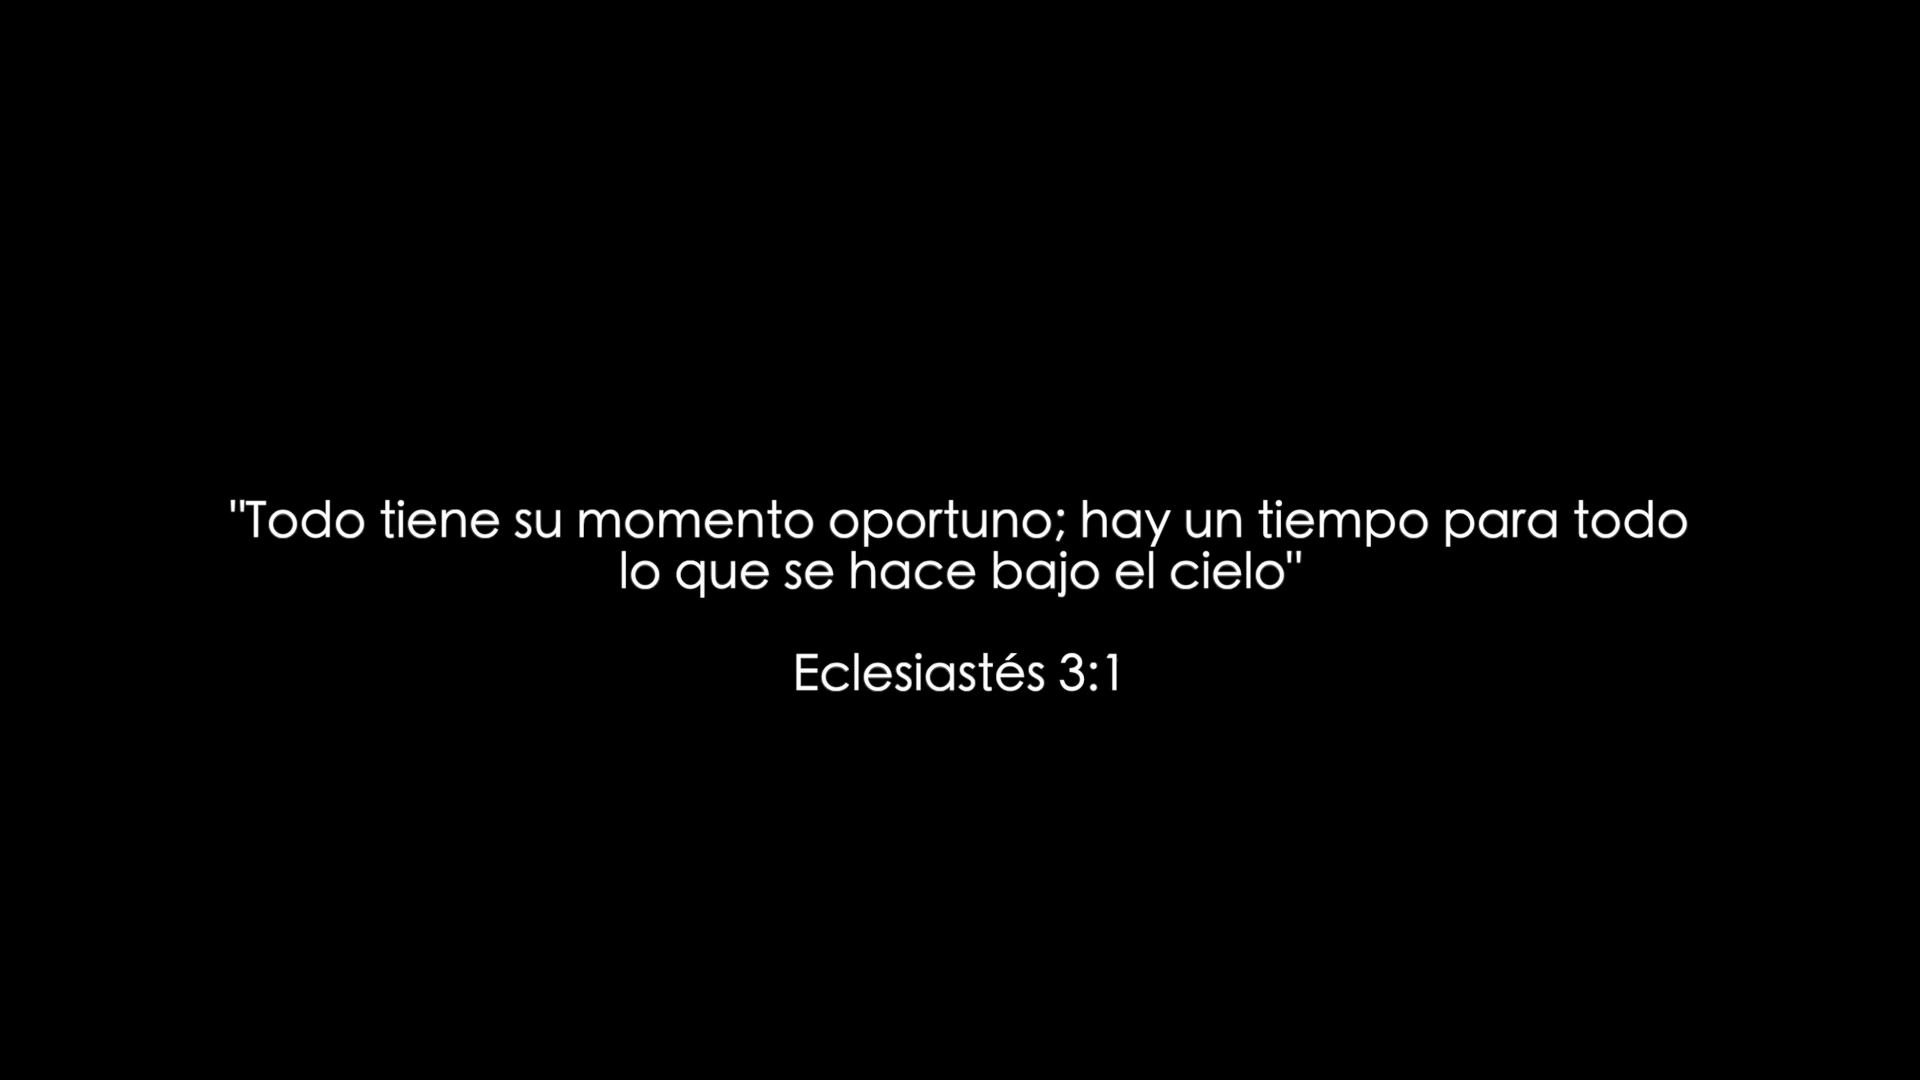 "Todo tiene su momento oportuno; hay un tiempo para todo
lo que se hace bajo el cielo"
Eclesiastés 3:1